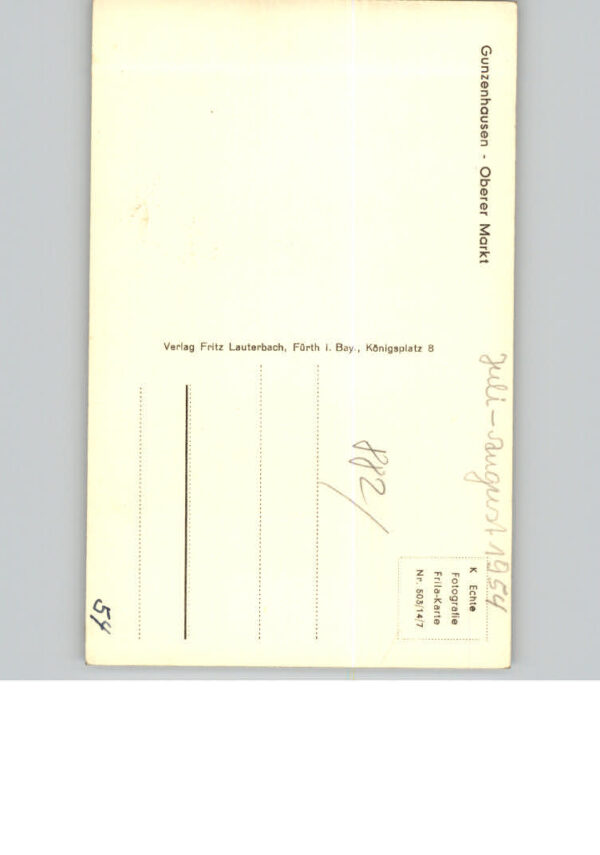 Gunzenhausen - Oberer Markt
Juli - August 1954
Verlag Fritz Lauterbach, Fürth i. Bay., Königsplatz 8
882/
K Echte
Fotografie
Frila-Karte
Nr. 503/14/7
54